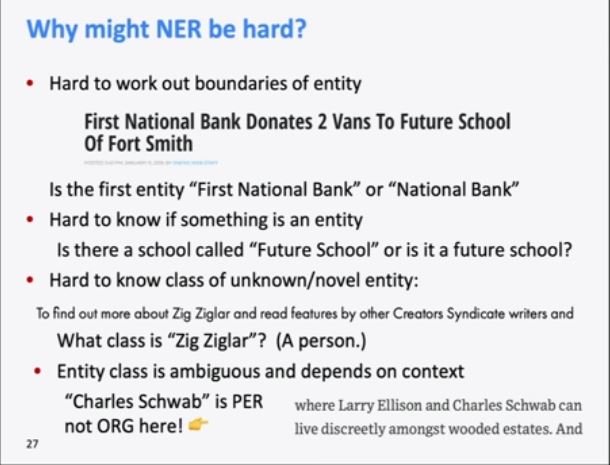 Why might NER be hard?
• Hard to work out boundaries of entity
First National Bank Donates 2 Vans To Future School
Of Fort Smith
Is the first entity “First National Bank” or “National Bank”
• Hard to know if something is an entity
Is there a school called “Future School” or is it a future school?
• Hard to know class of unknown/novel entity:
To find out more about Zig Ziglar and read features by other Creators Syndicate writers and
What class is “Zig Ziglar”? (A person.)
• Entity class is ambiguous and depends on context
“Charles Schwab” is PER
not ORG here! 👉
where Larry Ellison and Charles Schwab can
live discreetly amongst wooded estates. And
27